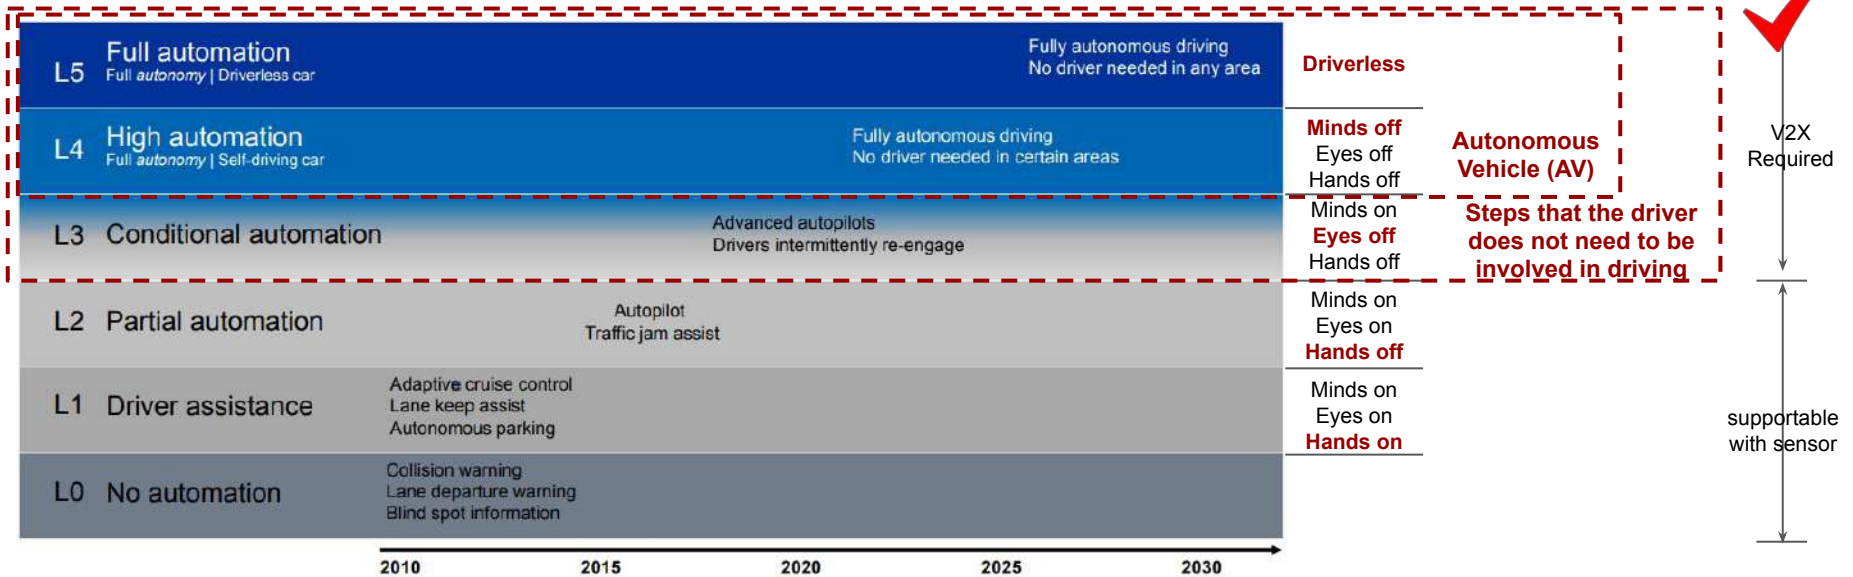 L5
Full automation
Full autonomy | Driverless car
Fully autonomous driving
No driver needed in any area
Driverless
L4
High automation
Full autonomy | Self-driving car
Fully autonomous driving
No driver needed in certain areas
Minds off
Eyes off
Hands off
Autonomous
Vehicle (AV)
V2X
Required
L3
Conditional automation
Advanced autopilots
Drivers intermittently re-engage
Minds on
Eyes off
Hands off
Steps that the driver
does not need to be
involved in driving
L2
Partial automation
Autopilot
Traffic jam assist
Minds on
Eyes on
Hands off
L1
Driver assistance
Adaptive cruise control
Lane keep assist
Autonomous parking
Minds on
Eyes on
Hands on
supportable
with sensor
L0
No automation
Collision warning
Lane departure warning
Blind spot information
2010
2015
2020
2025
2030